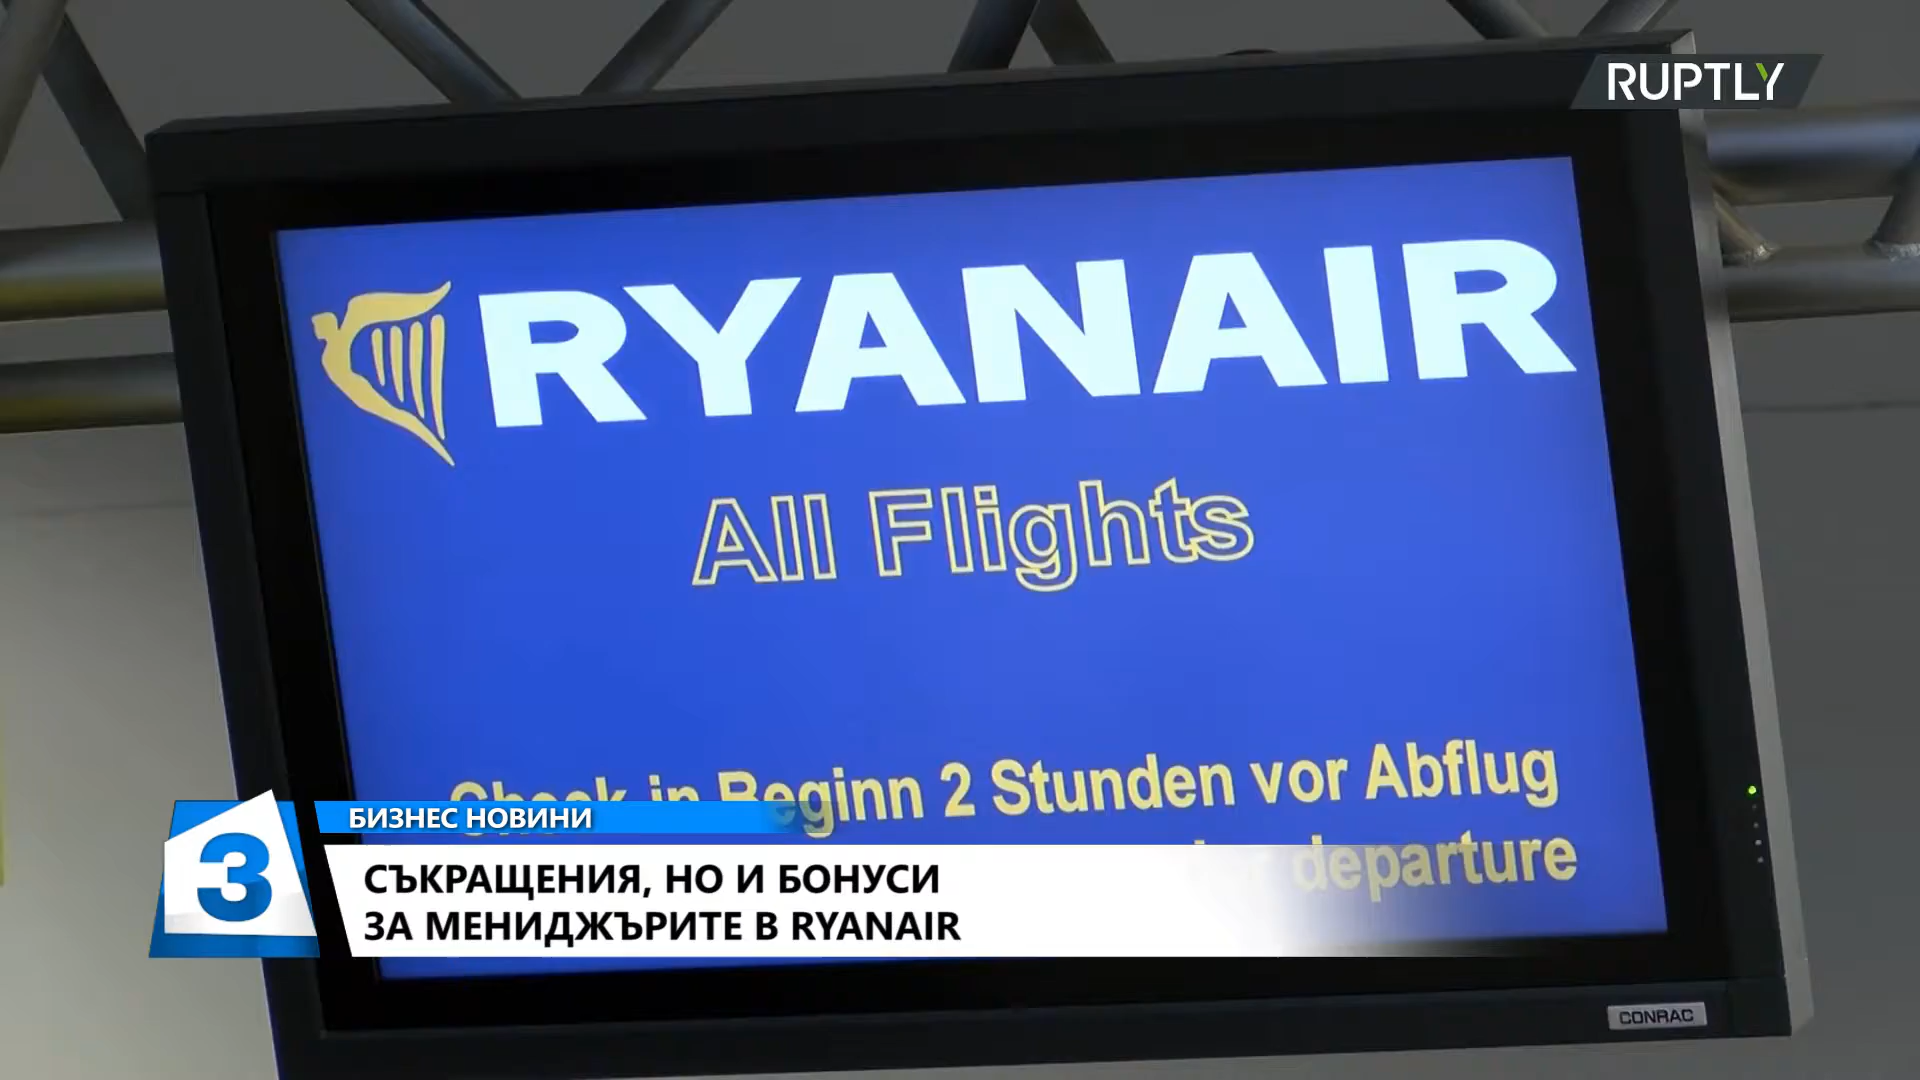 RUPTLY
RYANAIR
All Flights
Beginn 2 Stunden vor Abflug
departure
БИЗНЕС НОВИНИ
3
СЪКРАЩЕНИЯ, НО И БОНУСИ
ЗА МЕНИДЖЪРИТЕ В RYANAIR
CONRAC